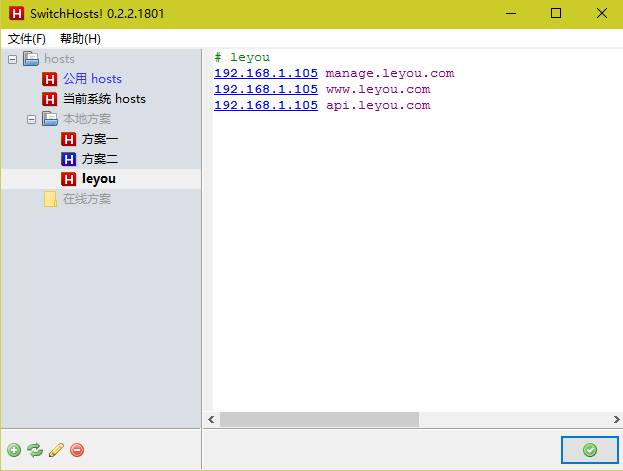 SwitchHosts! 0.2.2.1801
文件(F) 帮助(H)
hosts
公用 hosts
当前系统 hosts
本地方案
方案一
方案二
leyou
在线方案
# leyou
192.168.1.105 manage.leyou.com
192.168.1.105 www.leyou.com
192.168.1.105 api.leyou.com